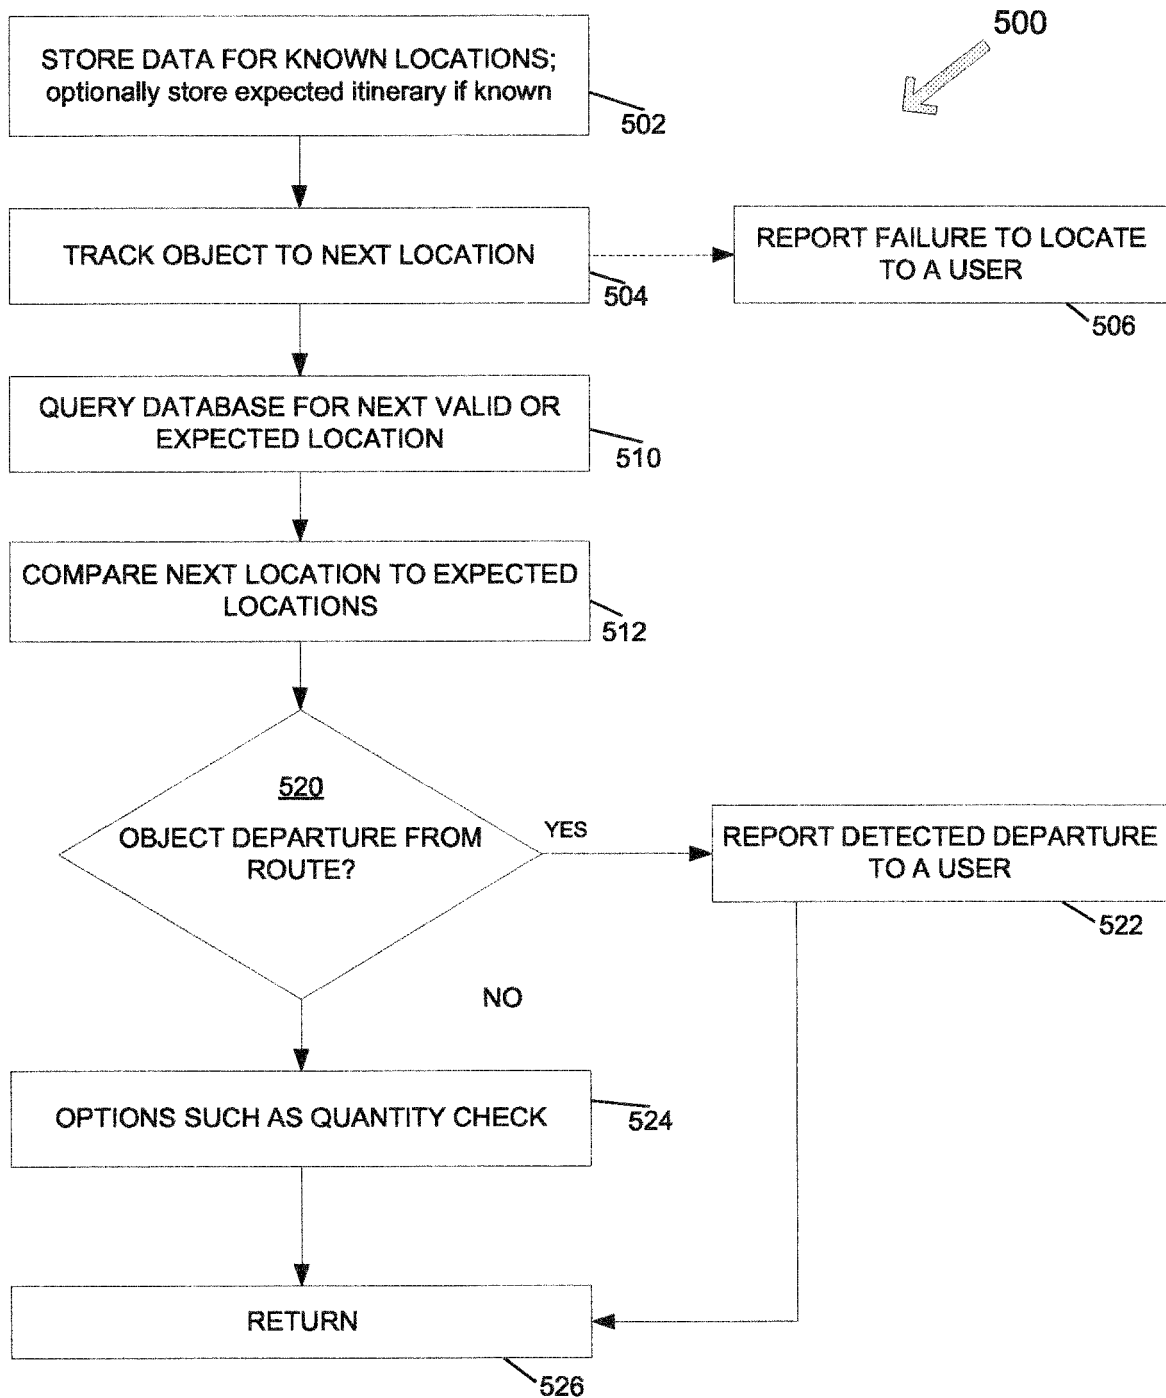 500
STORE DATA FOR KNOWN LOCATIONS;
optionally store expected itinerary if known
502
TRACK OBJECT TO NEXT LOCATION
504
REPORT FAILURE TO LOCATE
TO A USER
506
QUERY DATABASE FOR NEXT VALID OR
EXPECTED LOCATION
510
COMPARE NEXT LOCATION TO EXPECTED
LOCATIONS
512
520
OBJECT DEPARTURE FROM
ROUTE?
YES
REPORT DETECTED DEPARTURE
TO A USER
522
NO
OPTIONS SUCH AS QUANTITY CHECK
524
RETURN
526